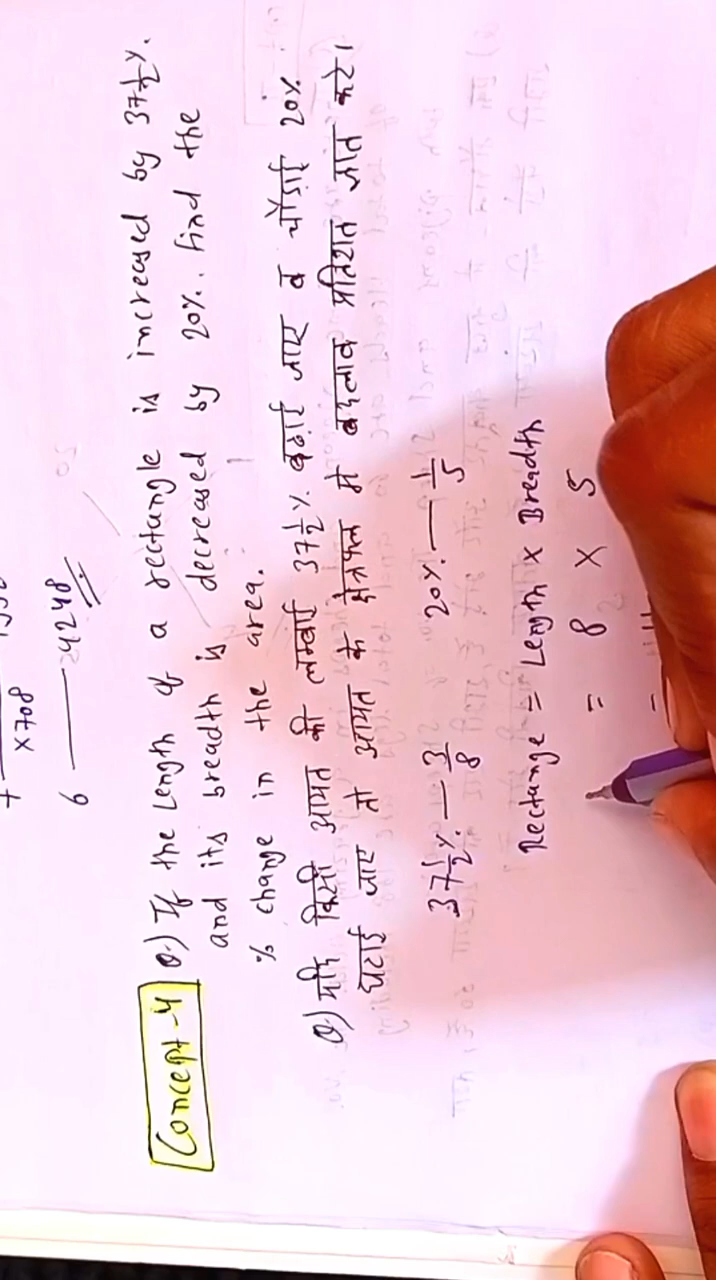 ×708
6 — 24248
Concept-4 Q.) If the Length of a rectangle is increased by 37½%.
and its breadth is decreased by 20%. find the
% change in the area.
Q.) यदि किसी आयत की लम्बाई 37½% बढ़ाई जाए व चौड़ाई 20%
घटाई जाए तो आयत के क्षेत्रफल में बदलाव प्रतिशत ज्ञात करे।
37½% — 3/8 20% — 1/5
Rectange = Length × Breadth
= 8 × 5